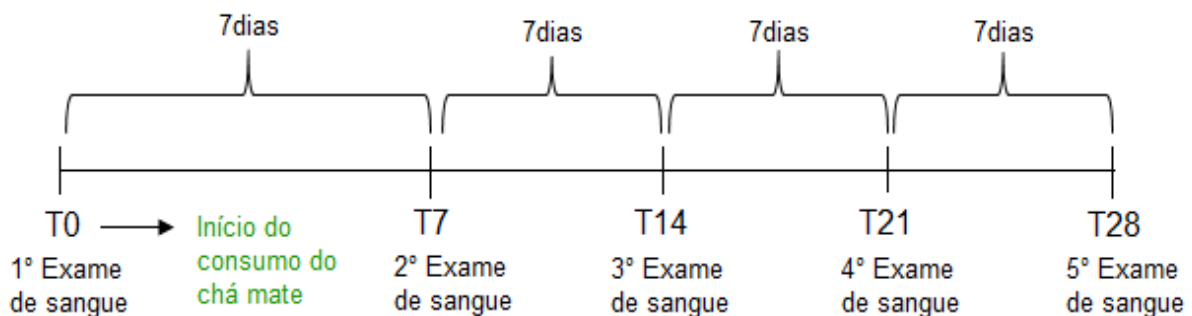 7dias
7dias
7dias
7dias
T0
Início do
consumo do
chá mate
1º Exame
de sangue
T7
2º Exame
de sangue
T14
3º Exame
de sangue
T21
4º Exame
de sangue
T28
5º Exame
de sangue